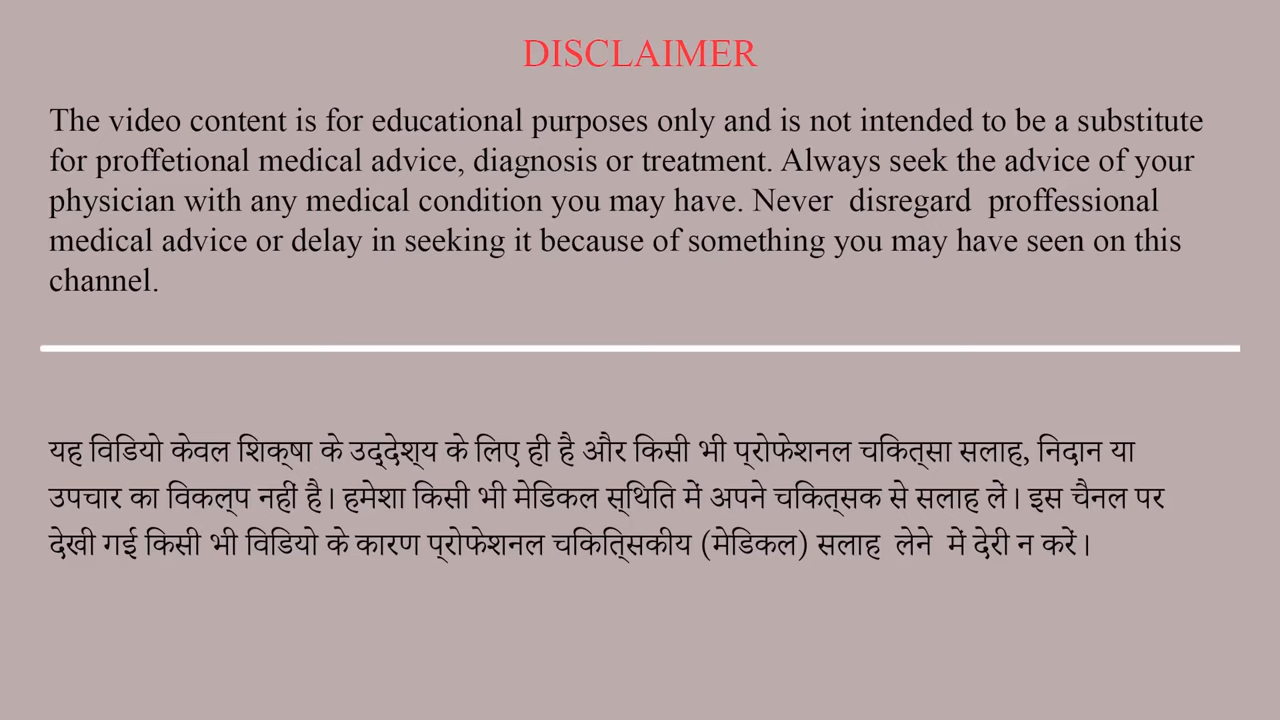 DISCLAIMER
The video content is for educational purposes only and is not intended to be a substitute
for proffetional medical advice, diagnosis or treatment. Always seek the advice of your
physician with any medical condition you may have. Never disregard proffessional
medical advice or delay in seeking it because of something you may have seen on this
channel.
यह विडियो केवल शिक्‌षा के उद्‌देश्‌य के लिए ही है और किसी भी प्‌रोफेशनल चकित्‌सा सलाह, निदान या
उपचार का विकल्‌प नहीं है। हमेशा किसी भी मेडिकल स्‌थिति में अपने चकित्‌सक से सलाह लें। इस चैनल पर
देखी गई किसी भी विडियो के कारण प्‌रोफेशनल चकित्‌सिकीय (मेडिकल) सलाह लेने में देरी न करें।